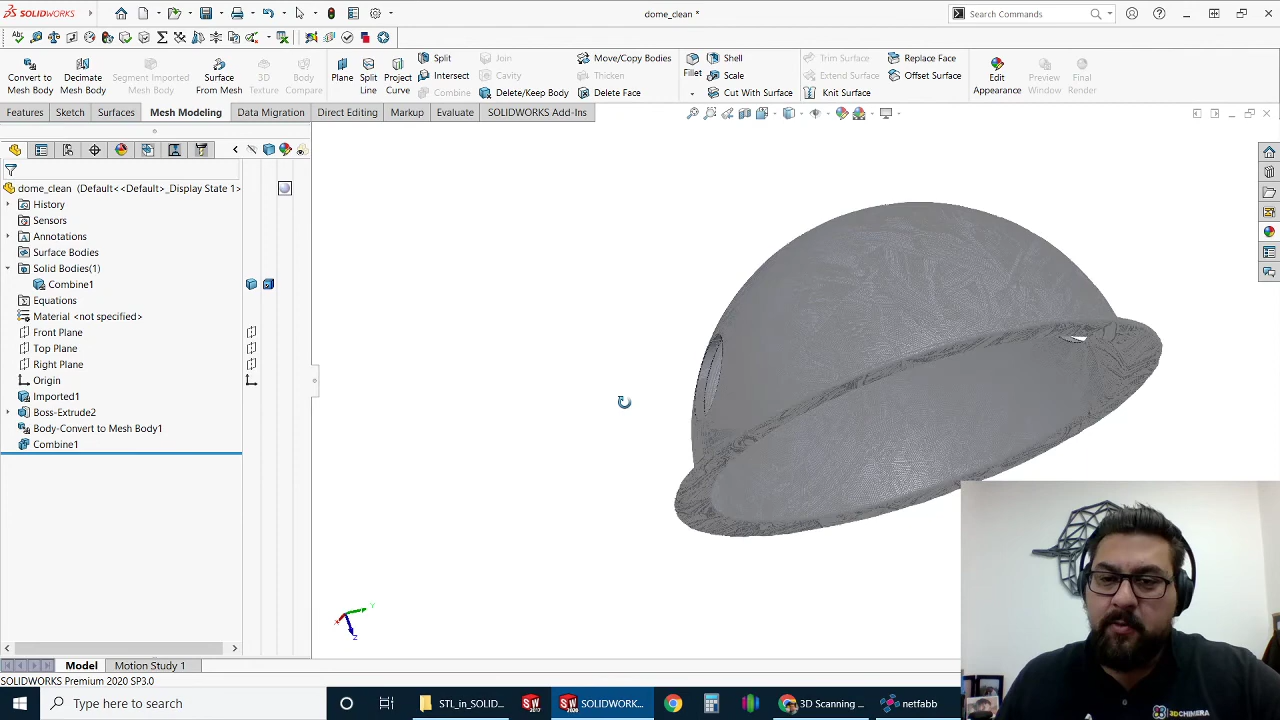 SOLIDWORKS
dome_clean *
Search Commands
Convert to Mesh Body
Decimate Mesh Body
Segment Imported Mesh Body
Surface From Mesh
3D Texture
Body Compare
Plane
Split Line
Project Curve
Split
Intersect
Combine
Join
Cavity
Delete/Keep Body
Move/Copy Bodies
Thicken
Delete Face
Fillet
Shell
Scale
Cut With Surface
Trim Surface
Extend Surface
Knit Surface
Replace Face
Offset Surface
Edit Appearance
Preview Window
Final Render
Features
Sketch
Surfaces
Mesh Modeling
Data Migration
Direct Editing
Markup
Evaluate
SOLIDWORKS Add-Ins
dome_clean (Default<<Default>_Display State 1>
History
Sensors
Annotations
Surface Bodies
Solid Bodies(1)
Combine1
Equations
Material <not specified>
Front Plane
Top Plane
Right Plane
Origin
Imported1
Boss-Extrude2
Body-Convert to Mesh Body1
Combine1
Y
X
Z
Model
Motion Study 1
SOLIDWORKS Premium 2020 SP3.0
Type here to search
STL_in_SOLID...
SOLIDWORK...
3D Scanning ...
netfabb
3DCHIMERA